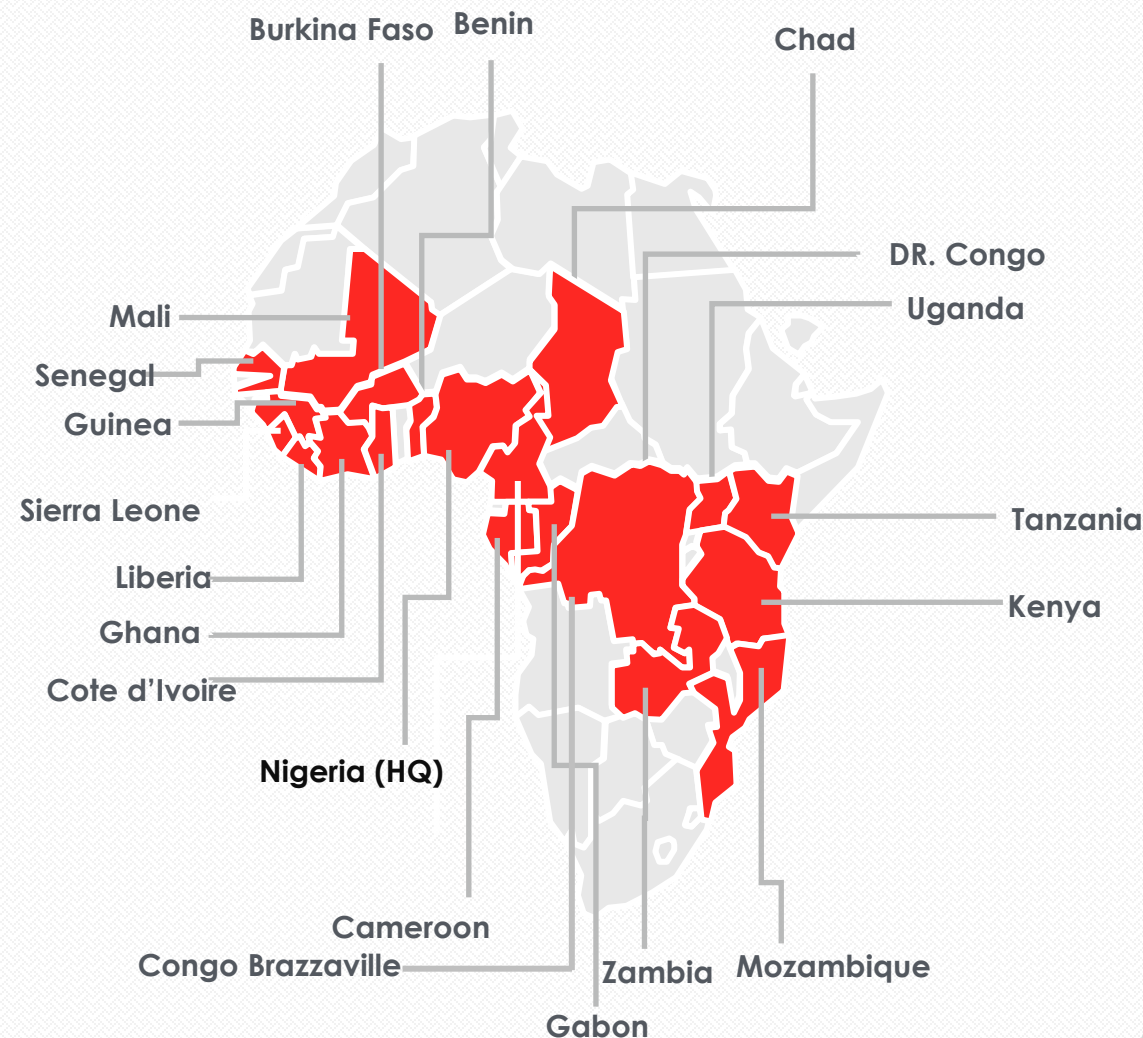 Burkina Faso
Benin
Chad
DR. Congo
Uganda
Mali
Senegal
Guinea
Sierra Leone
Tanzania
Liberia
Kenya
Ghana
Cote d’Ivoire
Nigeria (HQ)
Cameroon
Congo Brazzaville
Zambia
Mozambique
Gabon